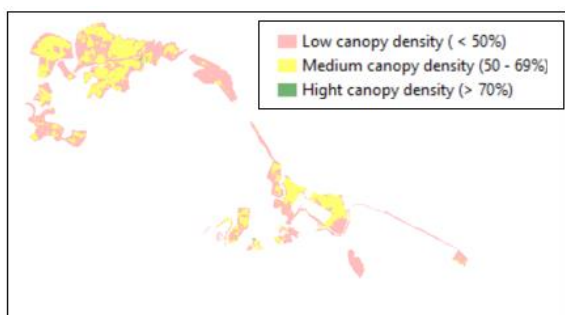 Low canopy density ( < 50%)
Medium canopy density (50 - 69%)
Hight canopy density (> 70%)